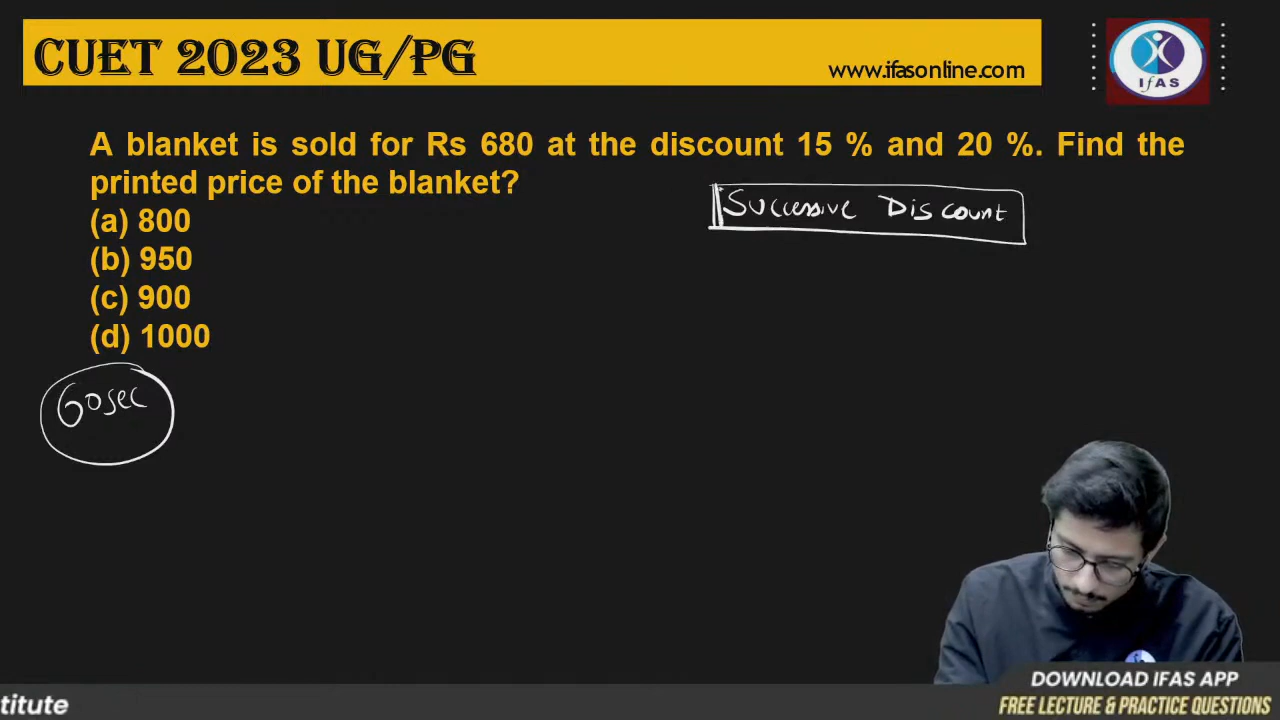 CUET 2023 UG/PG
www.ifasonline.com
IfAS
A blanket is sold for Rs 680 at the discount 15 % and 20 %. Find the
printed price of the blanket?
Successive Discount
(a) 800
(b) 950
(c) 900
(d) 1000
60sec
DOWNLOAD IFAS APP
titute
FREE LECTURE & PRACTICE QUESTIONS